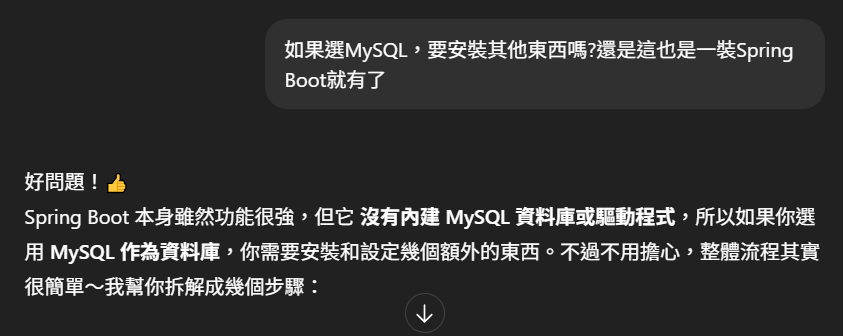 如果選MySQL，要安裝其他東西嗎?還是這也是一裝Spring
Boot就有了
好問題！👍
Spring Boot 本身雖然功能很強，但它 沒有內建 MySQL 資料庫或驅動程式，所以如果你選
用 MySQL 作為資料庫，你需要安裝和設定幾個額外的東西。不過不用擔心，整體流程其實
很簡單～我幫你拆解成幾個步驟：